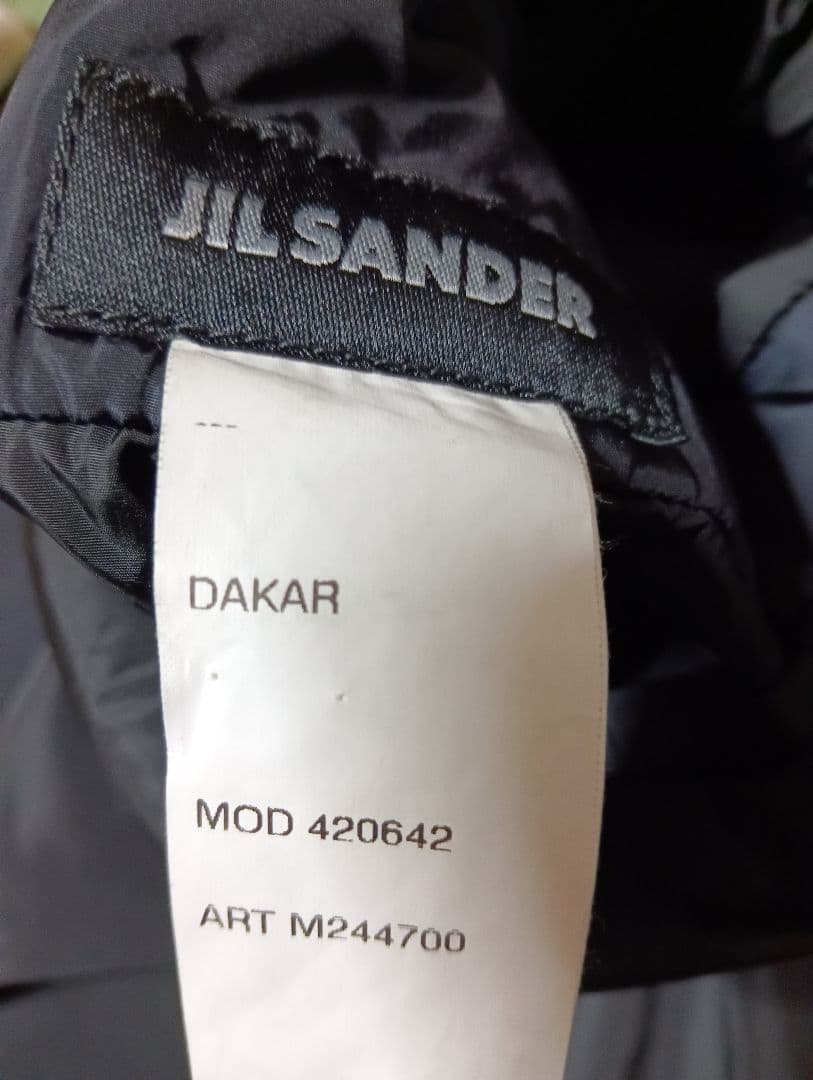 JIL SANDER
---
DAKAR
MOD 420642
ART M244700